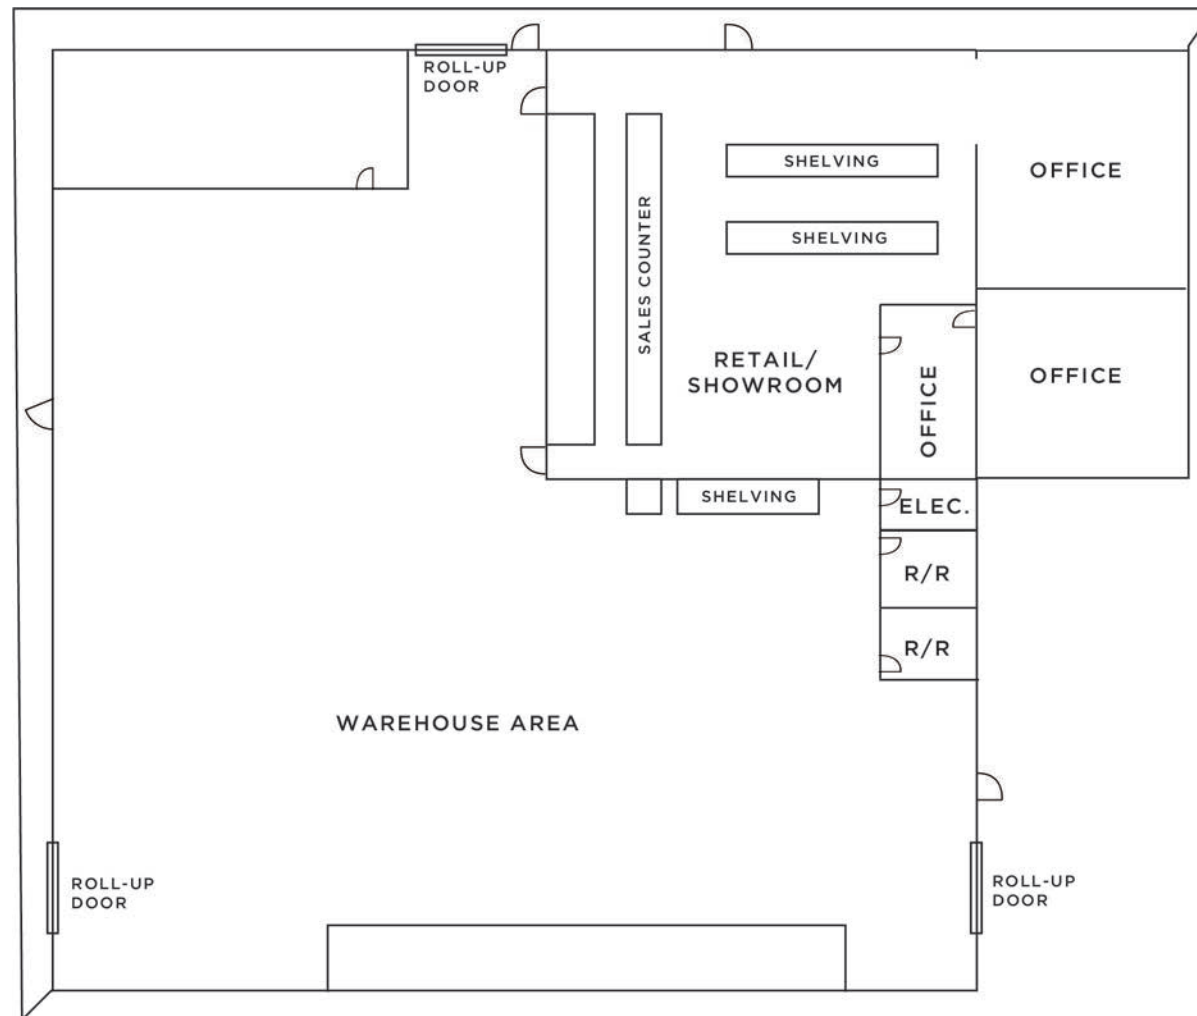 ROLL-UP
DOOR
SHELVING
OFFICE
SALES COUNTER
SHELVING
RETAIL/
SHOWROOM
OFFICE
OFFICE
SHELVING
ELEC.
R/R
R/R
WAREHOUSE AREA
ROLL-UP
DOOR
ROLL-UP
DOOR